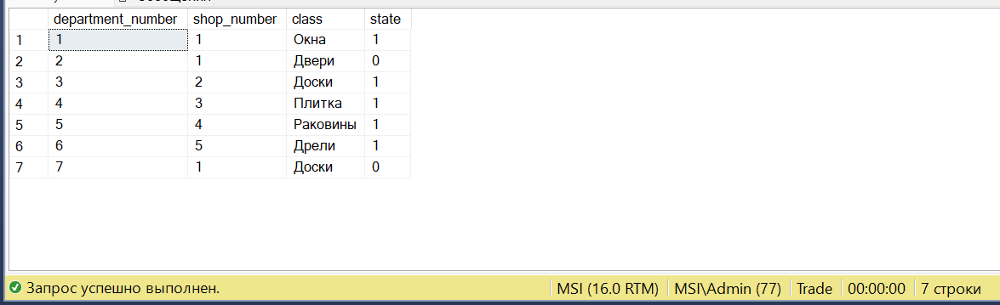 Сообщения
department_number shop_number class state
1 1 1 Окна 1
2 2 1 Двери 0
3 3 2 Доски 1
4 4 3 Плитка 1
5 5 4 Раковины 1
6 6 5 Дрели 1
7 7 1 Доски 0
Запрос успешно выполнен. MSI (16.0 RTM) MSI\Admin (77) Trade 00:00:00 7 строки